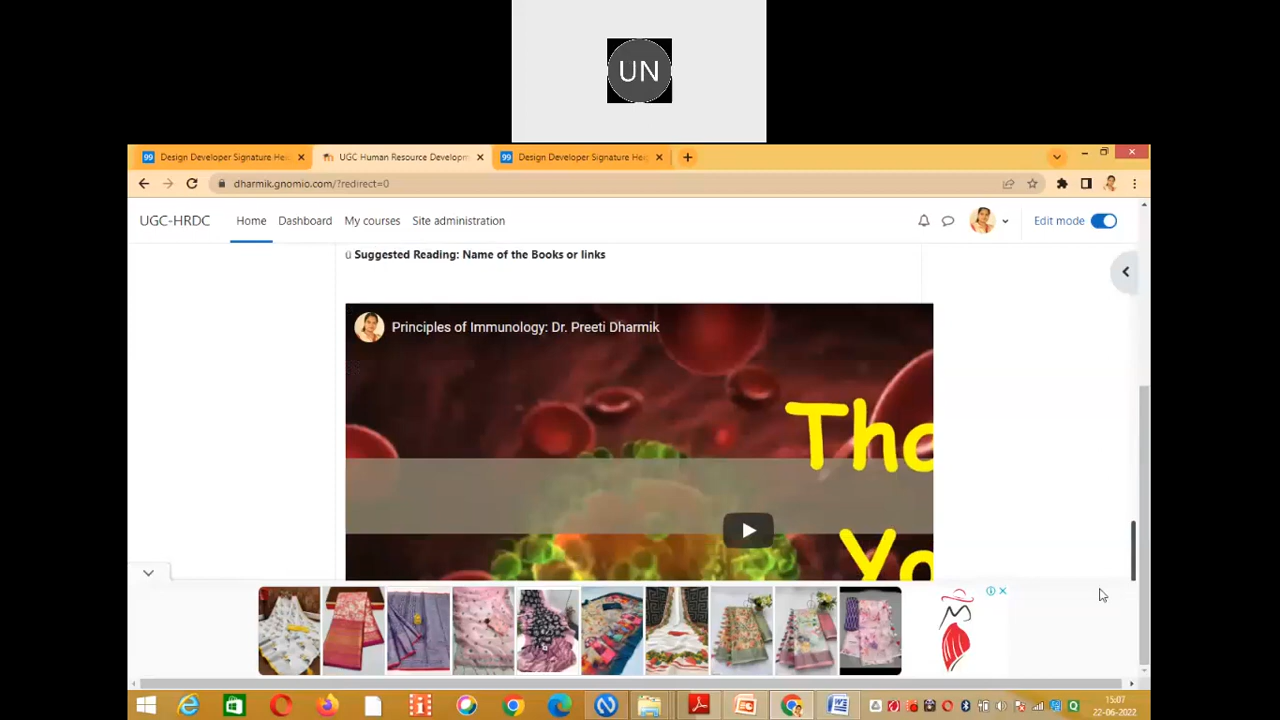 UN
Design Developer Signature He
UGC Human Resource Developm
Design Developer Signature He
dharmik.gnomio.com/?redirect=0
UGC-HRDC
Home
Dashboard
My courses
Site administration
Edit mode
ü Suggested Reading: Name of the Books or links
Principles of Immunology: Dr. Preeti Dharmik
Tha
Yo
15:07
22-06-2022